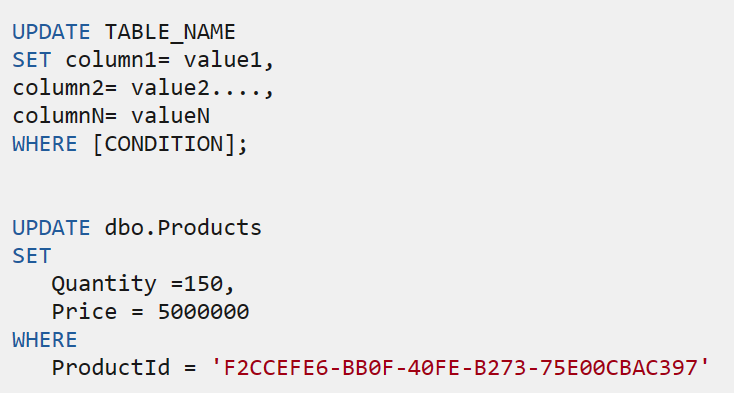 UPDATE TABLE_NAME
SET column1= value1,
column2= value2....,
columnN= valueN
WHERE [CONDITION];
UPDATE dbo.Products
SET
Quantity =150,
Price = 5000000
WHERE
ProductId = 'F2CCEFE6-BB0F-40FE-B273-75E00CBAC397'